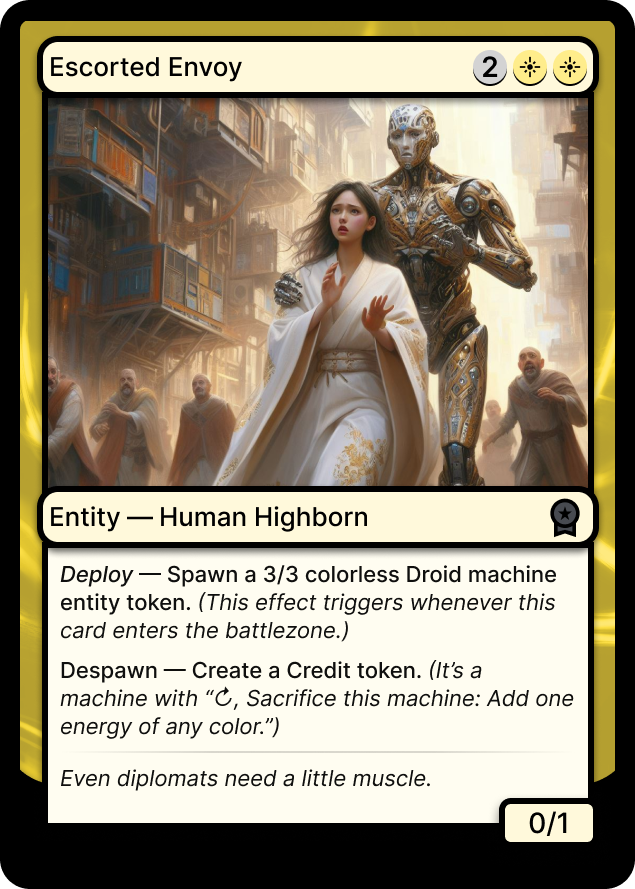 Escorted Envoy 2
Entity — Human Highborn
Deploy — Spawn a 3/3 colorless Droid machine
entity token. (This effect triggers whenever this
card enters the battlezone.)
Despawn — Create a Credit token. (It’s a
machine with “↻, Sacrifice this machine: Add one
energy of any color.”)
Even diplomats need a little muscle.
0/1